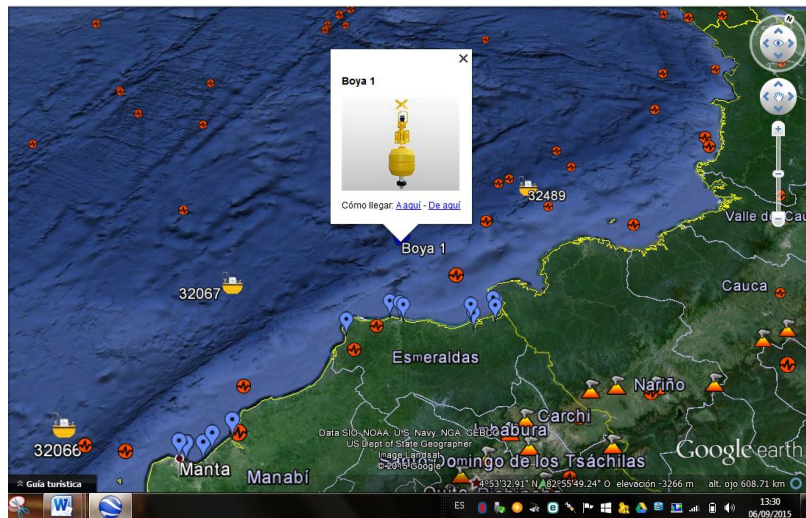 Boya 1
Cómo llegar: A aquí - De aquí
N
32489
Valle del Cau
Boya 1
32067
Cauca
Esmeraldas
Nariño
Carchi
Imbabura
32066
Manta
Manabí
Santo Domingo de los Tsáchilas
Data SIO, NOAA, U.S. Navy, NGA, GEBCO
US Dept of State Geographer
Image Landsat
© 2015 Google
Google earth
Guía turística
4°53'32.91" N 82°55'49.24" O elevación -3266 m alt. ojo 608.71 km
ES
13:30
06/09/2015